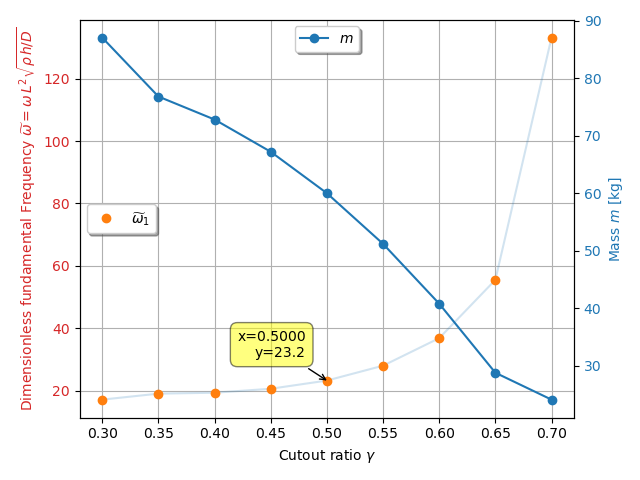 Dimensionless fundamental Frequency ω̃ = ω L² √ρ h/D
120
100
80
60
40
20
m
ω̃₁
x=0.5000
y=23.2
90
80
70
60
50
40
30
Mass m [kg]
0.30 0.35 0.40 0.45 0.50 0.55 0.60 0.65 0.70
Cutout ratio γ